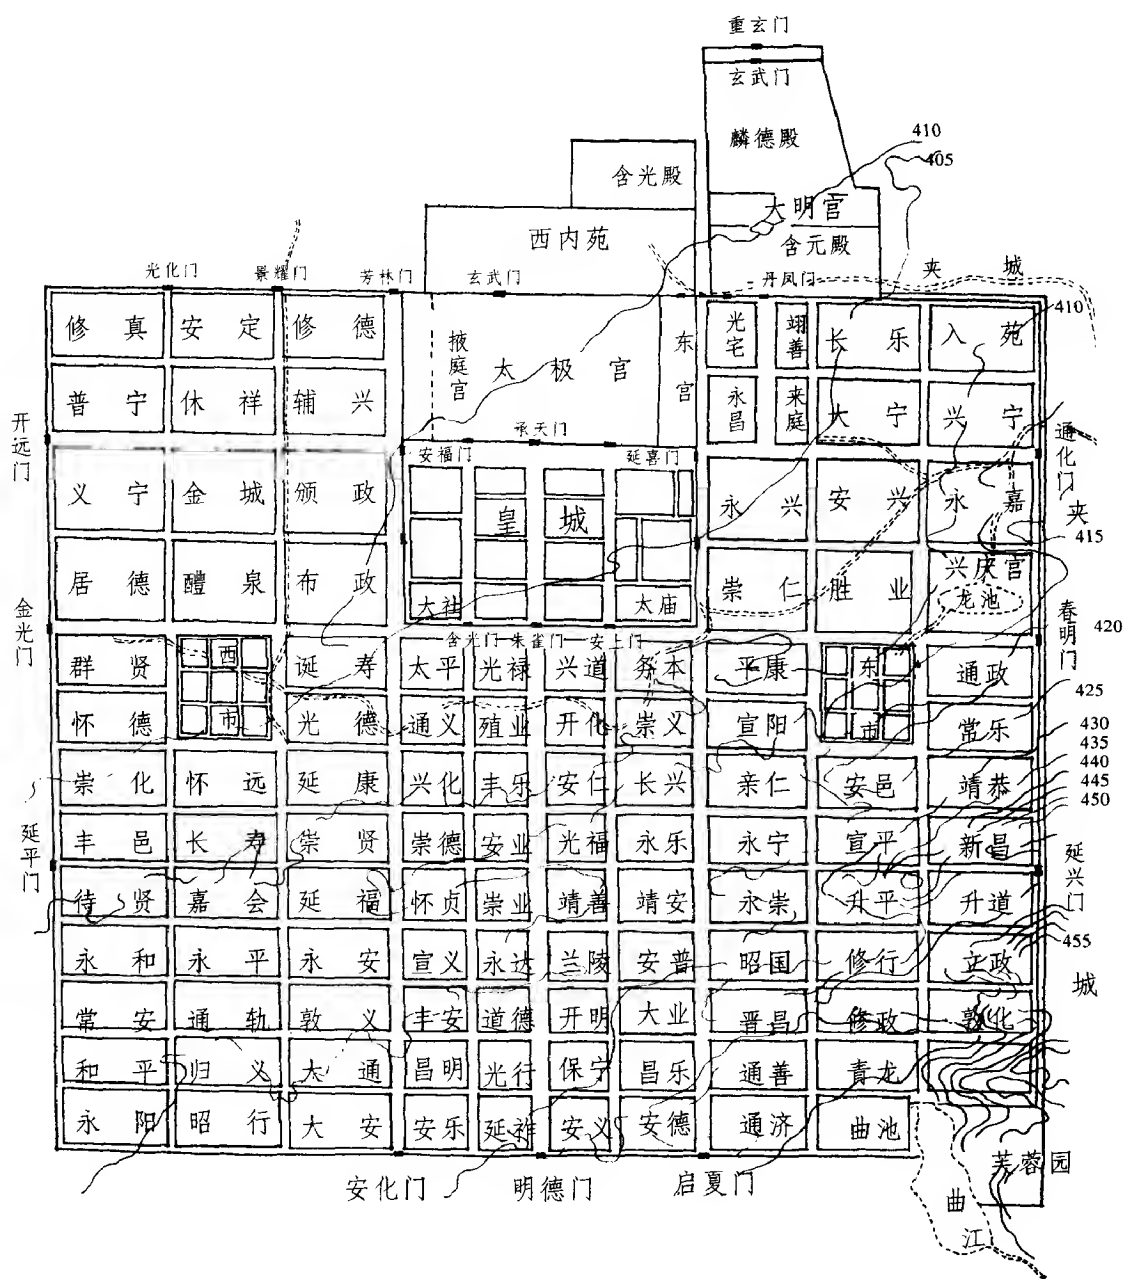 重玄门
玄武门
麟德殿
410
405
含光殿
大明宫
西内苑
含元殿
光化门 景耀门 芳林门 玄武门 丹凤门 夹 城
修真 安定 修德 掖庭宫 太极宫 东宫 光宅 翊善 长乐 入苑 410
普宁 休祥 辅兴 永昌 来庭 大宁 兴宁
开远门
承天门
安福门 延喜门
通化门
义宁 金城 颁政 皇城 永兴 安兴 永嘉
夹
415
居德 醴泉 布政 大社 太庙 崇仁 胜业 兴庆宫
龙池
金光门
春明门
420
含光门 朱雀门 安上门
群贤 西市 延寿 太平 光禄 兴道 务本 平康 东市 通政
怀德 光德 通义 殖业 开化 崇义 宣阳 常乐
425
430
435
440
445
450
崇化 怀远 延康 兴化 丰乐 安仁 长兴 亲仁 安邑 靖恭
延平门
丰邑 长寿 崇贤 崇德 安业 光福 永乐 永宁 宣平 新昌
延兴门
待贤 嘉会 延福 怀贞 崇业 靖善 靖安 永崇 升平 升道
455
永和 永平 永安 宣义 永达 兰陵 安普 昭国 修行 立政
城
常安 通轨 敦义 丰安 道德 开明 大业 晋昌 修政 敦化
和平 归义 大通 昌明 光行 保宁 昌乐 通善 青龙
永阳 昭行 大安 安乐 延祚 安义 安德 通济 曲池
芙蓉园
安化门 明德门 启夏门
曲江